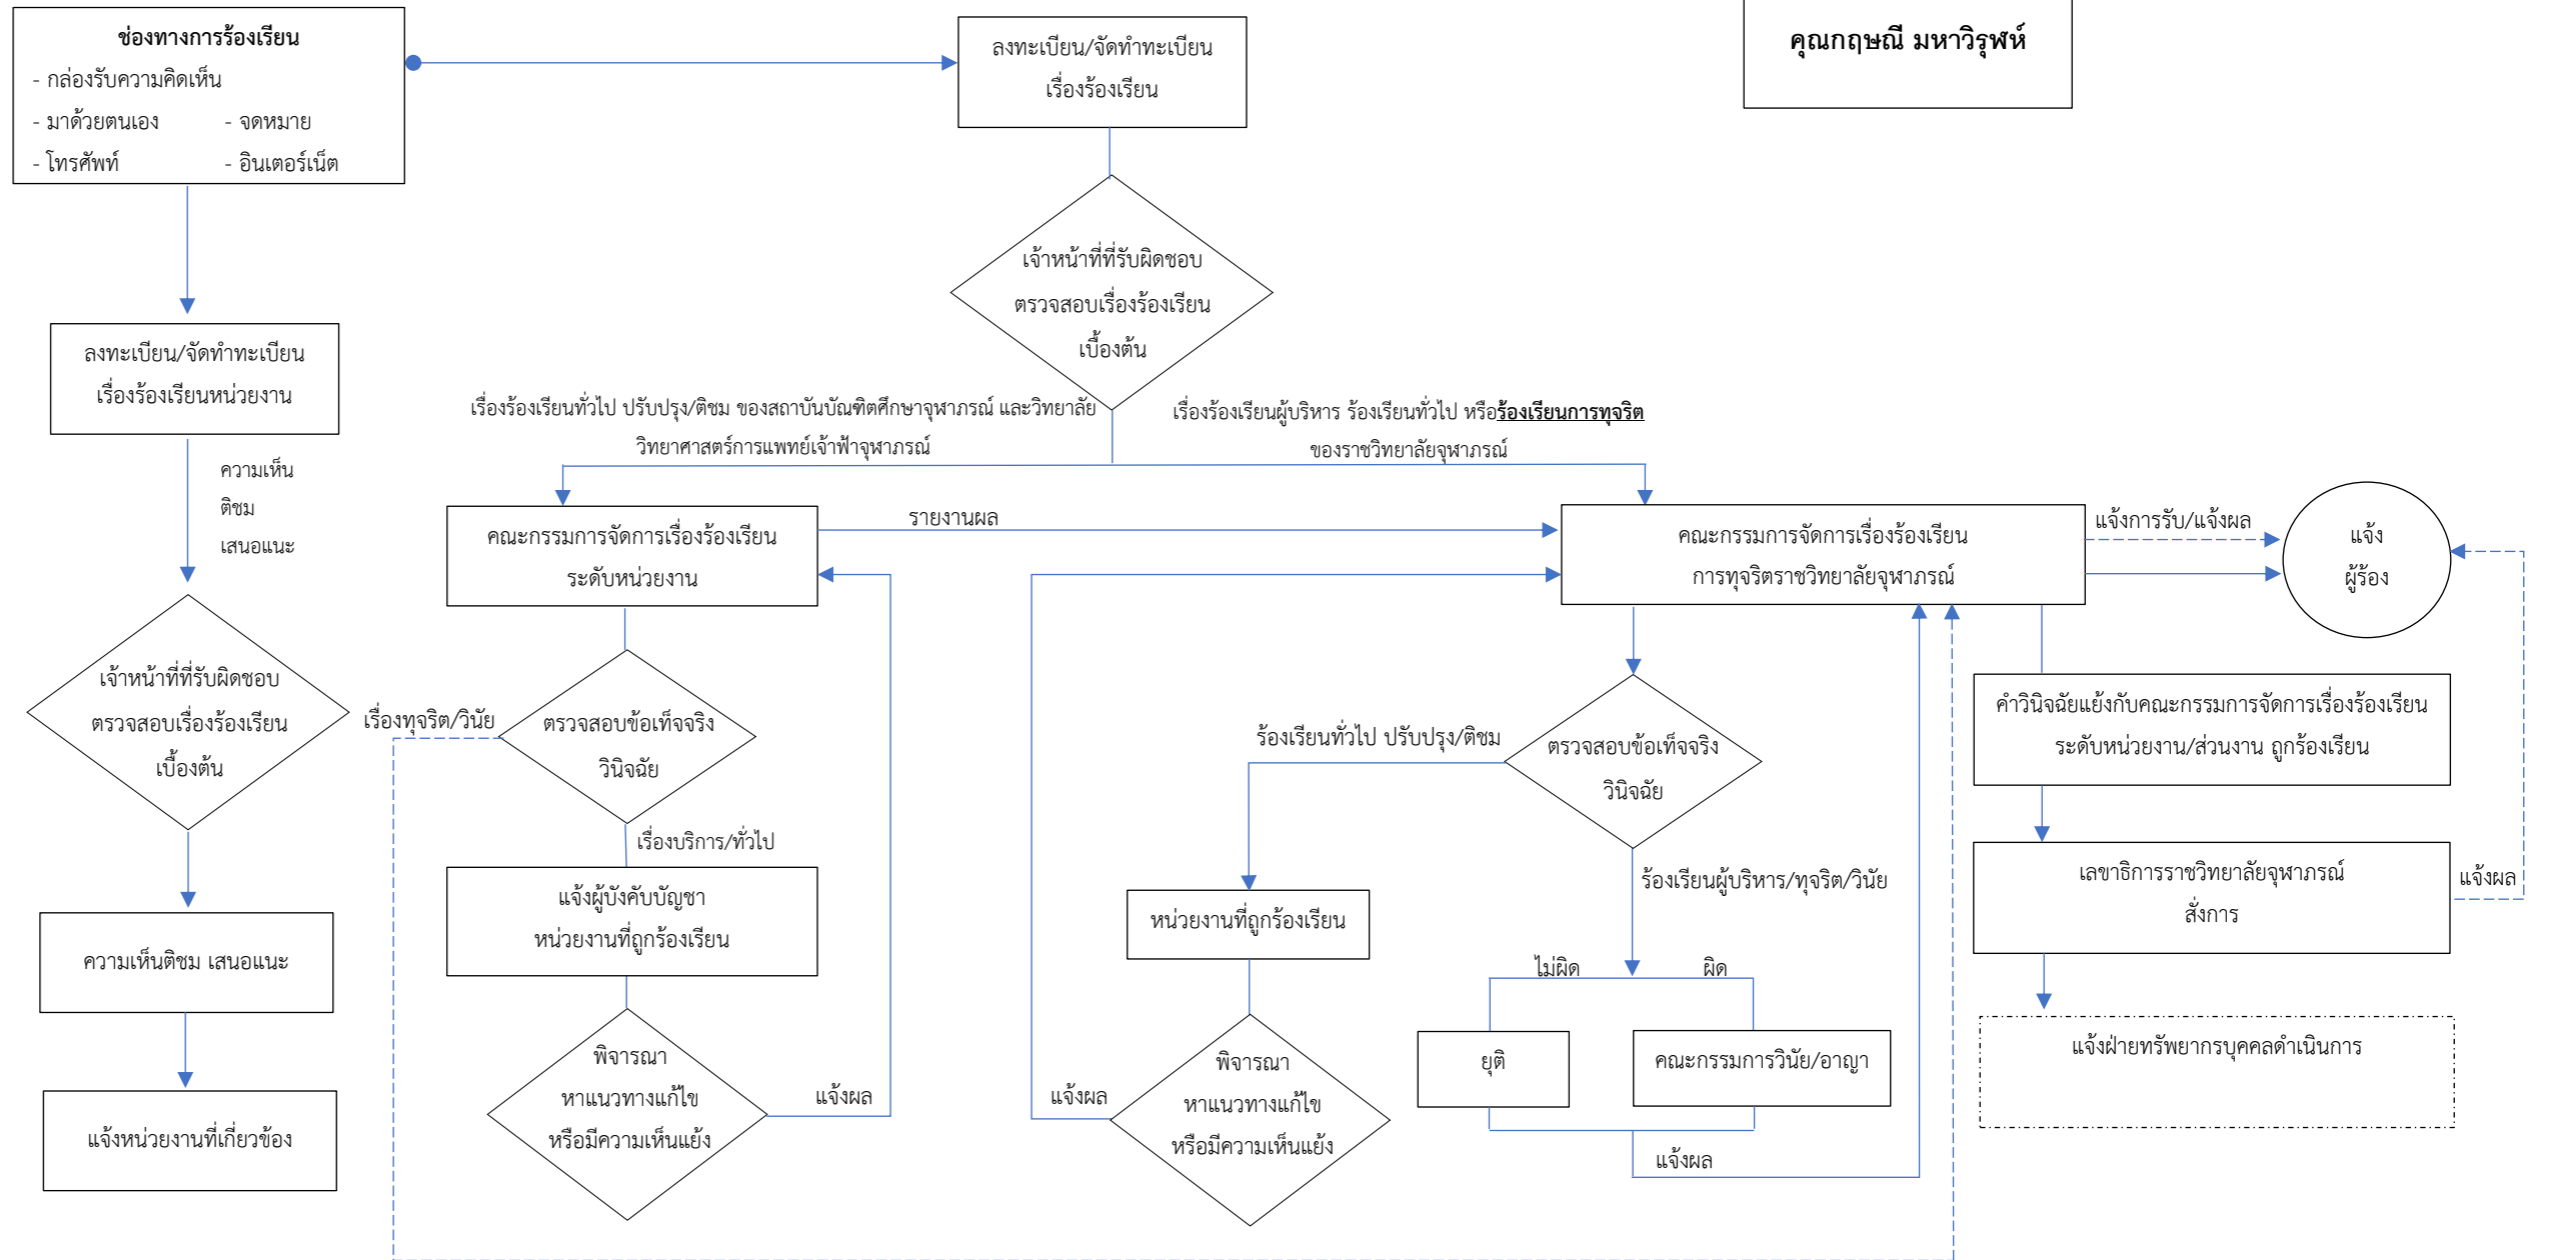 ช่องทางการร้องเรียน
- กล่องรับความคิดเห็น
- มาด้วยตนเอง - จดหมาย
- โทรศัพท์ - อินเตอร์เน็ต
ลงทะเบียน/จัดทำทะเบียน
เรื่องร้องเรียน
คุณกฤษณี มหาวิรุฬห์
เจ้าหน้าที่ที่รับผิดชอบ
ตรวจสอบเรื่องร้องเรียน
เบื้องต้น
ลงทะเบียน/จัดทำทะเบียน
เรื่องร้องเรียนหน่วยงาน
ความเห็น
ติชม
เสนอแนะ
เจ้าหน้าที่ที่รับผิดชอบ
ตรวจสอบเรื่องร้องเรียน
เบื้องต้น
ความเห็นติชม เสนอแนะ
แจ้งหน่วยงานที่เกี่ยวข้อง
เรื่องร้องเรียนทั่วไป ปรับปรุง/ติชม ของสถาบันบัณฑิตศึกษาจุฬาภรณ์ และวิทยาลัย
วิทยาศาสตร์การแพทย์เจ้าฟ้าจุฬาภรณ์
เรื่องร้องเรียนผู้บริหาร ร้องเรียนทั่วไป หรือร้องเรียนการทุจริต
ของราชวิทยาลัยจุฬาภรณ์
คณะกรรมการจัดการเรื่องร้องเรียน
ระดับหน่วยงาน
รายงานผล
เรื่องทุจริต/วินัย
ตรวจสอบข้อเท็จจริง
วินิจฉัย
เรื่องบริการ/ทั่วไป
แจ้งผู้บังคับบัญชา
หน่วยงานที่ถูกร้องเรียน
พิจารณา
หาแนวทางแก้ไข
หรือมีความเห็นแย้ง
แจ้งผล
คณะกรรมการจัดการเรื่องร้องเรียน
การทุจริตราชวิทยาลัยจุฬาภรณ์
แจ้งการรับ/แจ้งผล
แจ้ง
ผู้ร้อง
ร้องเรียนทั่วไป ปรับปรุง/ติชม
ตรวจสอบข้อเท็จจริง
วินิจฉัย
หน่วยงานที่ถูกร้องเรียน
พิจารณา
หาแนวทางแก้ไข
หรือมีความเห็นแย้ง
แจ้งผล
ร้องเรียนผู้บริหาร/ทุจริต/วินัย
ไม่ผิด ผิด
ยุติ
คณะกรรมการวินัย/อาญา
แจ้งผล
คำวินิจฉัยแย้งกับคณะกรรมการจัดการเรื่องร้องเรียน
ระดับหน่วยงาน/ส่วนงาน ถูกร้องเรียน
เลขาธิการราชวิทยาลัยจุฬาภรณ์
สั่งการ
แจ้งผล
แจ้งฝ่ายทรัพยากรบุคคลดำเนินการ